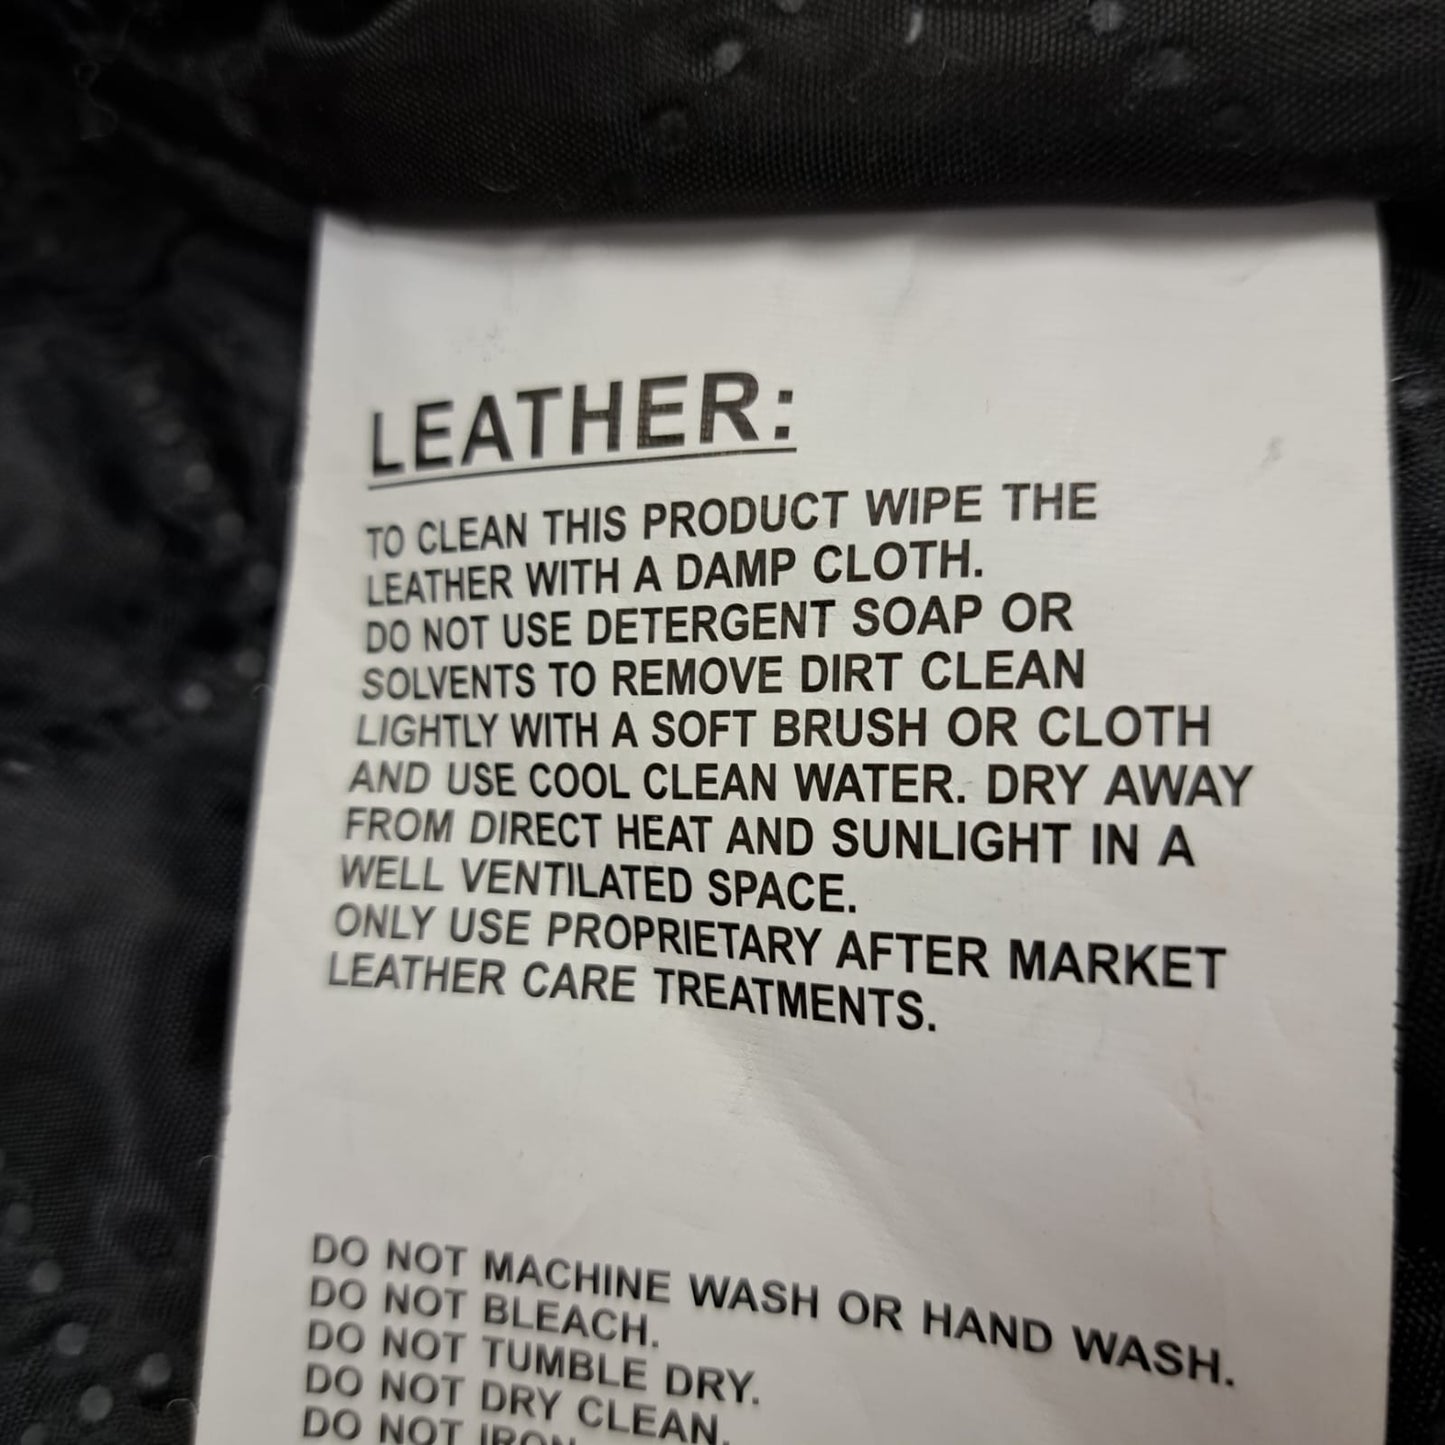 LEATHER:
TO CLEAN THIS PRODUCT WIPE THE
LEATHER WITH A DAMP CLOTH.
DO NOT USE DETERGENT SOAP OR
SOLVENTS TO REMOVE DIRT CLEAN
LIGHTLY WITH A SOFT BRUSH OR CLOTH
AND USE COOL CLEAN WATER. DRY AWAY
FROM DIRECT HEAT AND SUNLIGHT IN A
WELL VENTILATED SPACE.
ONLY USE PROPRIETARY AFTER MARKET
LEATHER CARE TREATMENTS.
DO NOT MACHINE WASH OR HAND WASH.
DO NOT BLEACH.
DO NOT TUMBLE DRY.
DO NOT DRY CLEAN.
DO NOT IRON